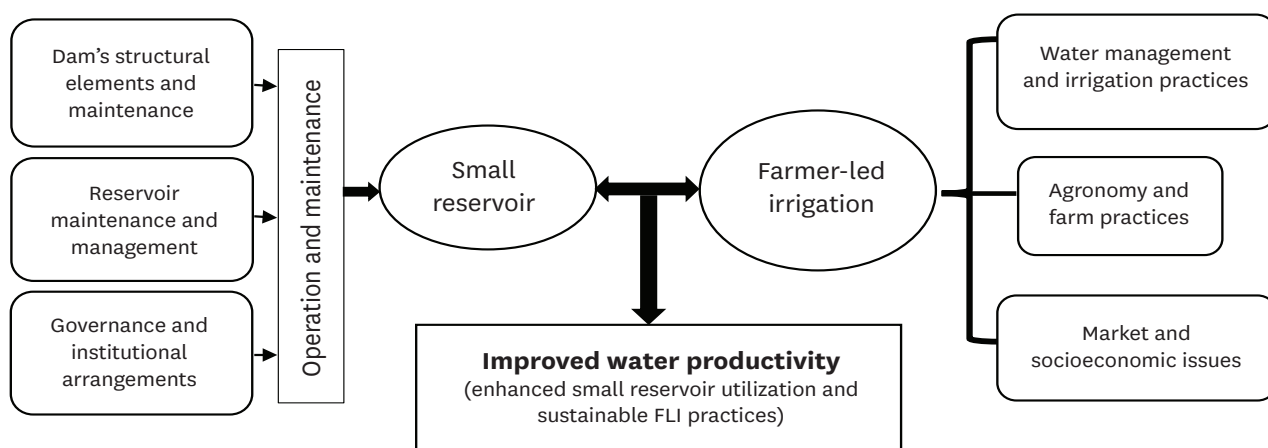 Dam’s structural
elements and
maintenance
Reservoir
maintenance and
management
Governance and
institutional
arrangements
Operation and maintenance
Small
reservoir
Farmer-led
irrigation
Water management
and irrigation practices
Agronomy and
farm practices
Market and
socioeconomic issues
Improved water productivity
(enhanced small reservoir utilization and
sustainable FLI practices)